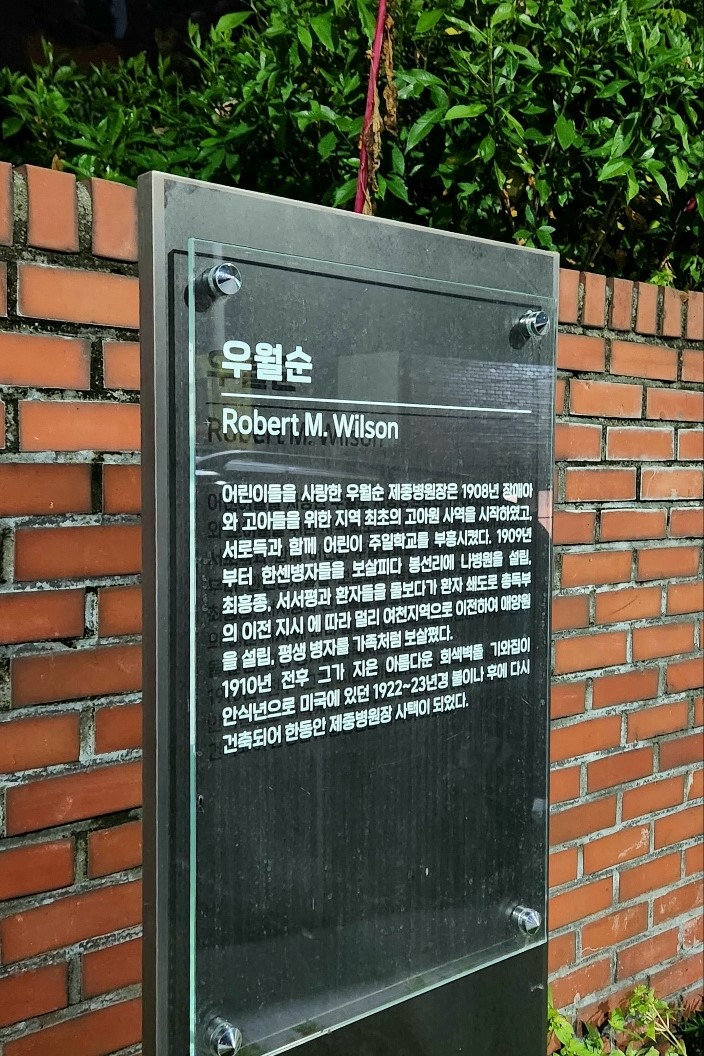 우월순
Robert M. Wilson
어린이들을 사랑한 우월순 제중병원장은 1908년 장애아
와 고아들을 위한 지역 최초의 고아원 사역을 시작하였고,
서로득과 함께 어린이 주일학교를 부흥시켰다. 1909년
부터 한센병자들을 보살피다 봉선리에 나병원을 설립,
최흥종, 서서평과 환자들을 돌보다가 환자 쇄도로 총독부
의 이전 지시 에 따라 멀리 여천지역으로 이전하여 애양원
을 설립, 평생 병자를 가족처럼 보살폈다.
1910년 전후 그가 지은 아름다운 회색벽돌 기와집이
안식년으로 미국에 있던 1922~23년경 불이나 후에 다시
건축되어 한동안 제중병원장 사택이 되었다.